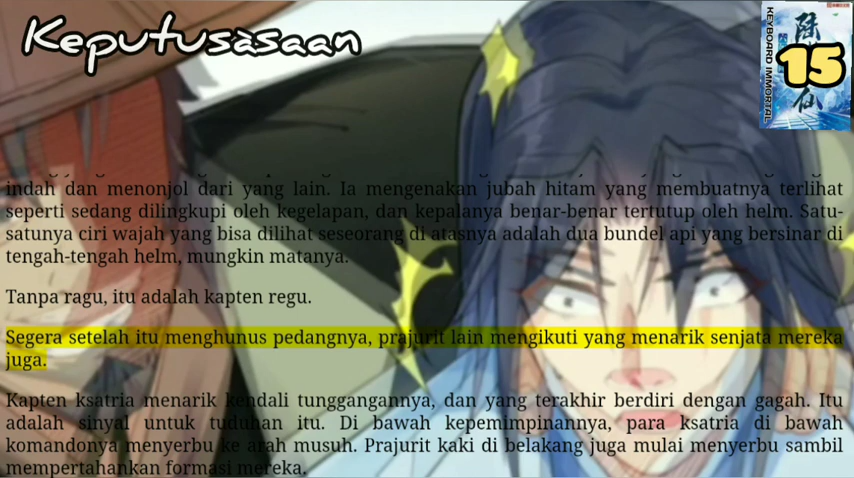 Keputusasaan
KEYBOARD IMMORTAL
15
indah dan menonjol dari yang lain. Ia mengenakan jubah hitam yang membuatnya terlihat
seperti sedang dilingkupi oleh kegelapan, dan kepalanya benar-benar tertutup oleh helm. Satu-
satunya ciri wajah yang bisa dilihat seseorang di atasnya adalah dua bundel api yang bersinar di
tengah-tengah helm, mungkin matanya.
Tanpa ragu, itu adalah kapten regu.
Segera setelah itu menghunus pedangnya, prajurit lain mengikuti yang menarik senjata mereka
juga.
Kapten ksatria menarik kendali tunggangannya, dan yang terakhir berdiri dengan gagah. Itu
adalah sinyal untuk tuduhan itu. Di bawah kepemimpinannya, para ksatria di bawah
komandonya menyerbu ke arah musuh. Prajurit kaki di belakang juga mulai menyerbu sambil
mempertahankan formasi mereka.